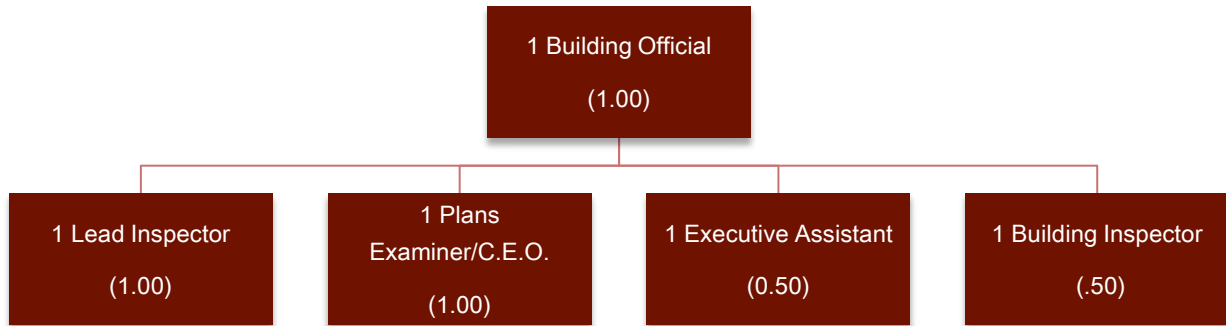 1 Building Official
(1.00)
1 Lead Inspector
(1.00)
1 Plans
Examiner/C.E.O.
(1.00)
1 Executive Assistant
(0.50)
1 Building Inspector
(.50)